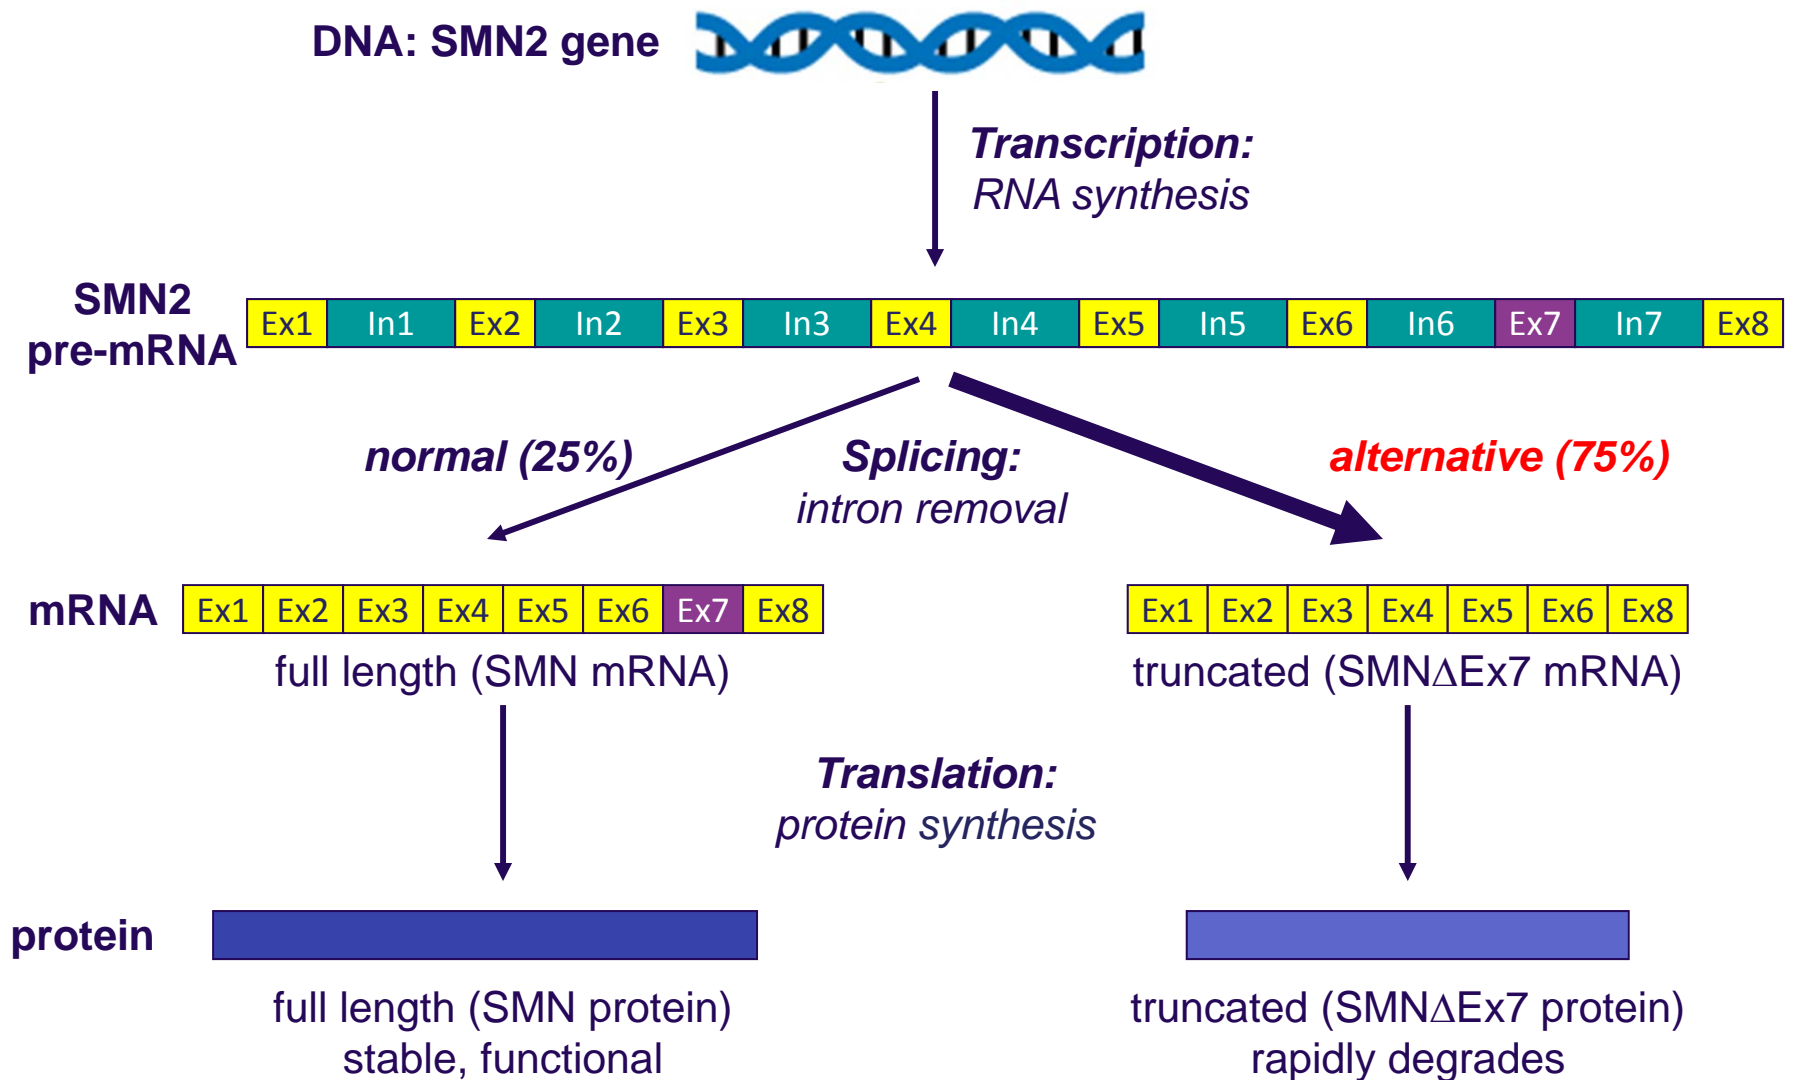 DNA: SMN2 gene
Transcription:
RNA synthesis
SMN2
pre-mRNA
Ex1 In1 Ex2 In2 Ex3 In3 Ex4 In4 Ex5 In5 Ex6 In6 Ex7 In7 Ex8
normal (25%)
Splicing:
intron removal
alternative (75%)
mRNA
Ex1 Ex2 Ex3 Ex4 Ex5 Ex6 Ex7 Ex8
full length (SMN mRNA)
Ex1 Ex2 Ex3 Ex4 Ex5 Ex6 Ex8
truncated (SMNΔEx7 mRNA)
Translation:
protein synthesis
protein
full length (SMN protein)
stable, functional
truncated (SMNΔEx7 protein)
rapidly degrades